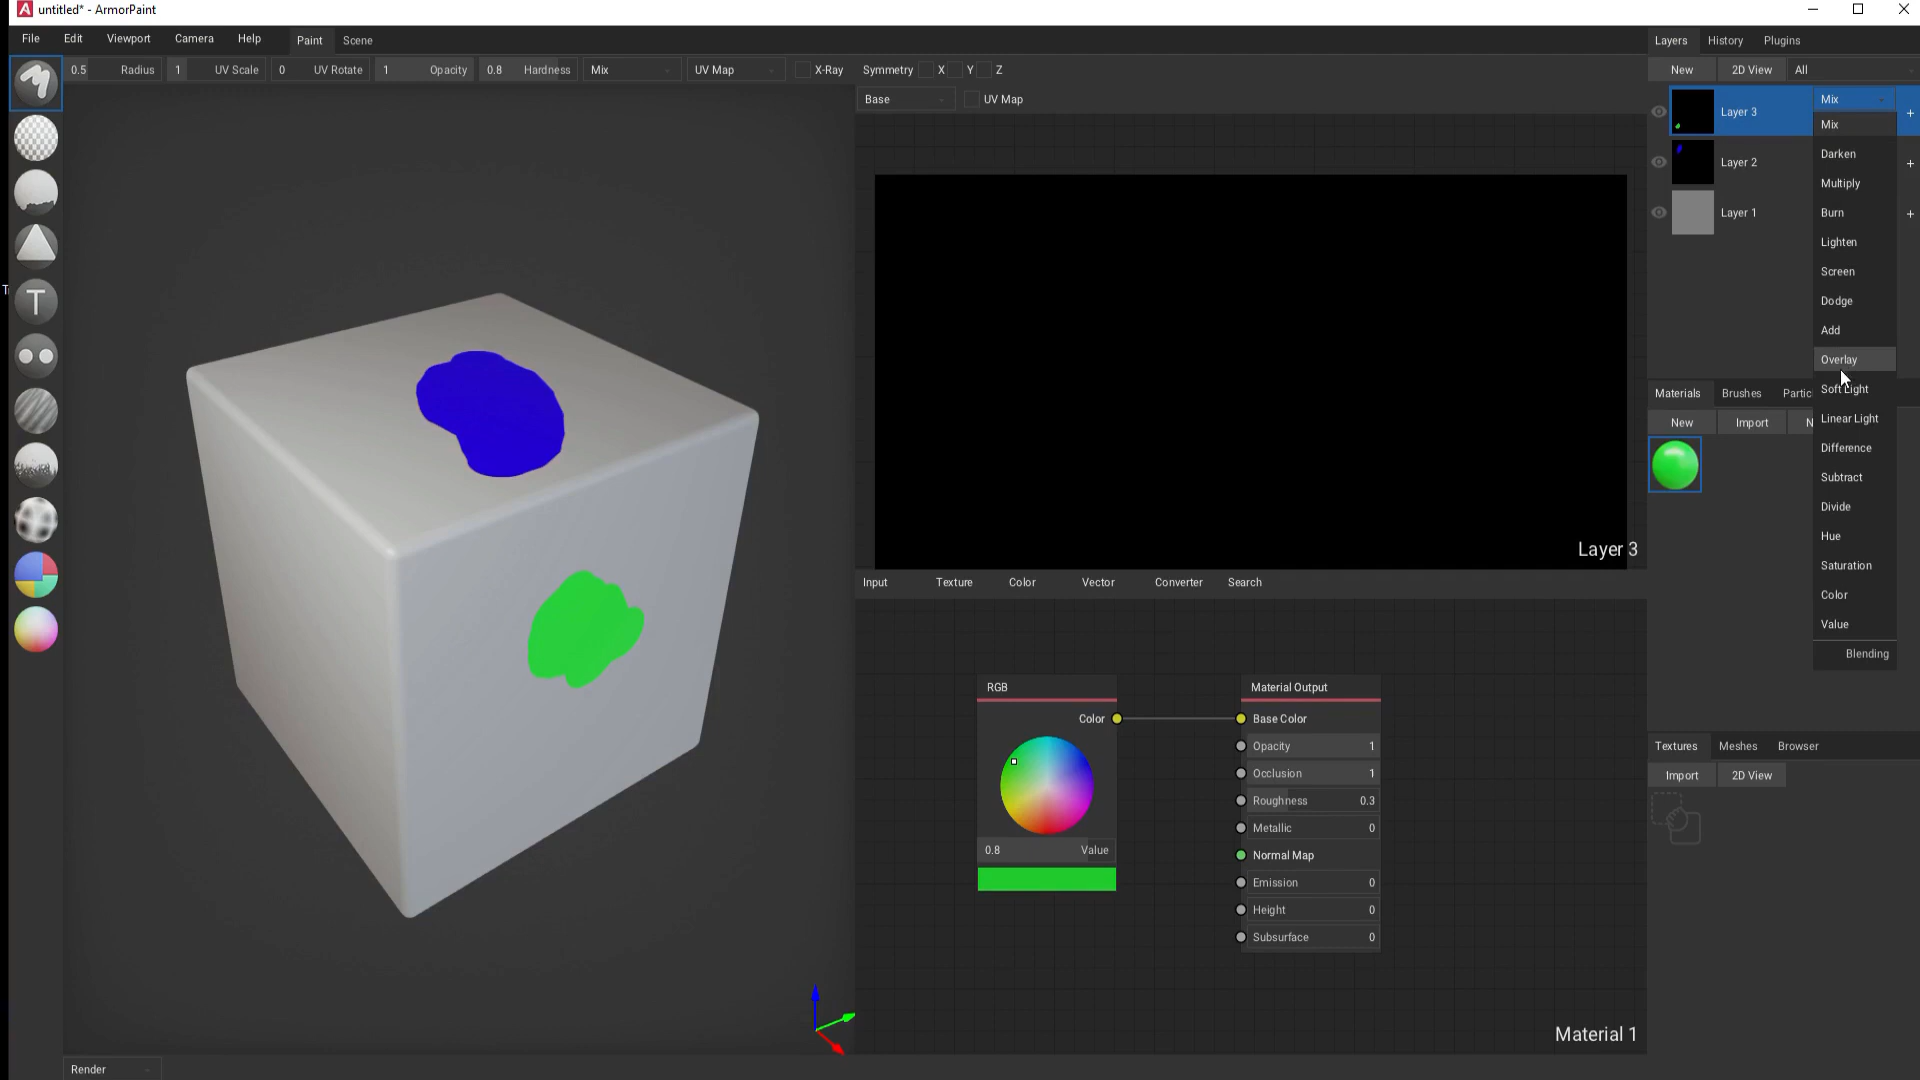 untitled* - ArmorPaint
File Edit Viewport Camera Help Paint Scene
Layers History Plugins
0.5 Radius 1 UV Scale 0 UV Rotate 1 Opacity 0.8 Hardness Mix UV Map X-Ray Symmetry X Y Z
New 2D View All
Base UV Map
Layer 3 Mix +
Mix
Darken
Layer 2 +
Multiply
Layer 1 Burn +
Lighten
Screen
Dodge
Add
Overlay
Soft Light
Materials Brushes Partic
Linear Light
New Import N
Difference
Subtract
Divide
Hue
Saturation
Color
Value
Blending
Layer 3
Input Texture Color Vector Converter Search
T
RGB
Color
0.8 Value
Material Output
Base Color
Opacity 1
Occlusion 1
Roughness 0.3
Metallic 0
Normal Map
Emission 0
Height 0
Subsurface 0
Material 1
Textures Meshes Browser
Import 2D View
Render